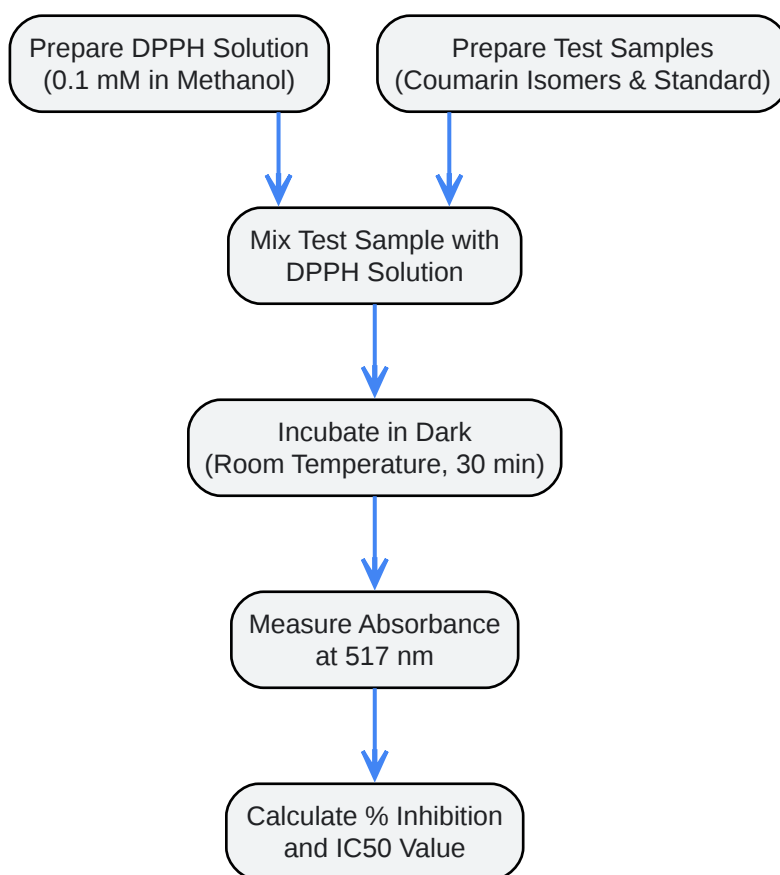 Prepare DPPH Solution
(0.1 mM in Methanol)
Prepare Test Samples
(Coumarin Isomers & Standard)
Mix Test Sample with
DPPH Solution
Incubate in Dark
(Room Temperature, 30 min)
Measure Absorbance
at 517 nm
Calculate % Inhibition
and IC50 Value